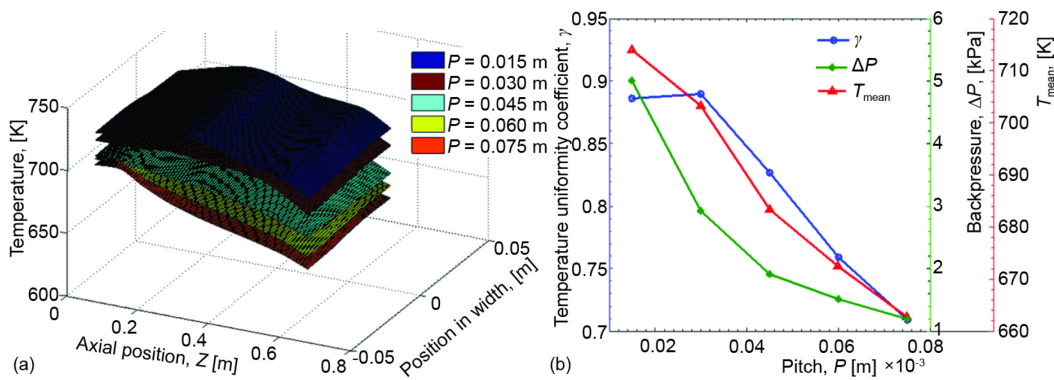 P = 0.015 m
P = 0.030 m
P = 0.045 m
P = 0.060 m
P = 0.075 m
Temperature, [K]
750
700
650
600
0
0.2
0.4
0.6
0.8
Axial position, Z [m]
-0.05
0
0.05
Position in width, [m]
(a)
γ
ΔP
Tmean
Temperature uniformity coefficient, γ
0.95
0.9
0.85
0.8
0.75
0.7
0.02
0.04
0.06
0.08
Pitch, P [m] ×10-3
6
5
4
3
2
1
Backpressure, ΔP, [kPa]
720
710
700
690
680
670
660
Tmean, [K]
(b)